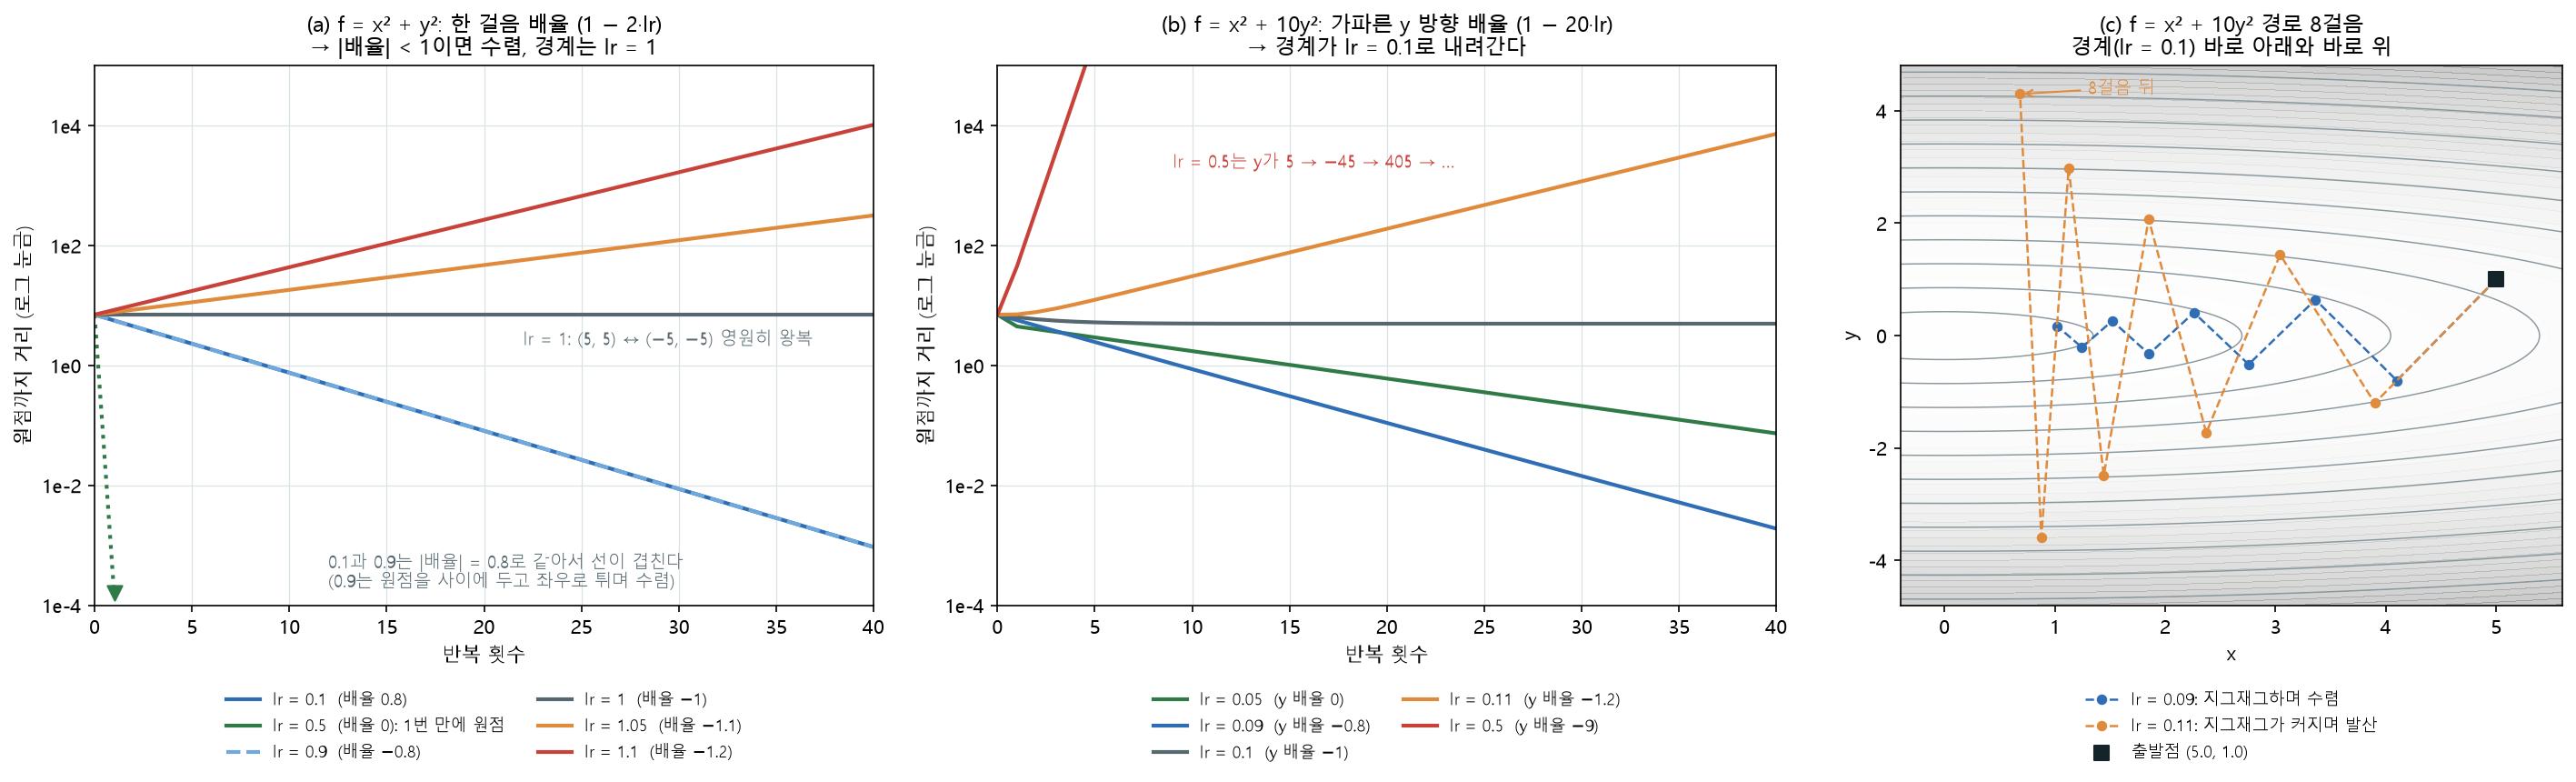 (a) f = x² + y²: 한 걸음 배율 (1 − 2·lr)
→ |배율| < 1이면 수렴, 경계는 lr = 1
원점까지 거리 (로그 눈금)
1e4
1e2
1e0
1e-2
1e-4
lr = 1: (5, 5) ↔ (−5, −5) 영원히 왕복
0.1과 0.9는 |배율| = 0.8로 같아서 선이 겹친다
(0.9는 원점을 사이에 두고 좌우로 튀며 수렴)
0 5 10 15 20 25 30 35 40
반복 횟수
lr = 0.1 (배율 0.8)
lr = 0.5 (배율 0): 1번 만에 원점
lr = 0.9 (배율 −0.8)
lr = 1 (배율 −1)
lr = 1.05 (배율 −1.1)
lr = 1.1 (배율 −1.2)
(b) f = x² + 10y²: 가파른 y 방향 배율 (1 − 20·lr)
→ 경계가 lr = 0.1로 내려간다
원점까지 거리 (로그 눈금)
1e4
1e2
1e0
1e-2
1e-4
lr = 0.5는 y가 5 → −45 → 405 → ...
0 5 10 15 20 25 30 35 40
반복 횟수
lr = 0.05 (y 배율 0)
lr = 0.09 (y 배율 −0.8)
lr = 0.1 (y 배율 −1)
lr = 0.11 (y 배율 −1.2)
lr = 0.5 (y 배율 −9)
(c) f = x² + 10y² 경로 8걸음
경계(lr = 0.1) 바로 아래와 바로 위
8걸음 뒤
y
4
2
0
-2
-4
0 1 2 3 4 5
x
lr = 0.09: 지그재그하며 수렴
lr = 0.11: 지그재그가 커지며 발산
출발점 (5.0, 1.0)